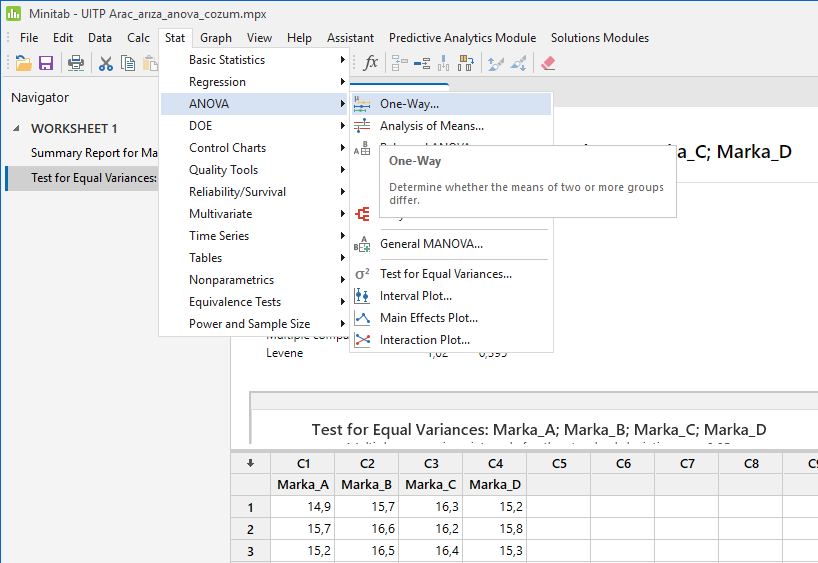 Minitab - UITP Arac_arıza_anova_cozum.mpx
File Edit Data Calc Stat Graph View Help Assistant Predictive Analytics Module Solutions Modules
fx
Navigator
WORKSHEET 1
Summary Report for Ma
Test for Equal Variances:
Basic Statistics
Regression
ANOVA
DOE
Control Charts
Quality Tools
Reliability/Survival
Multivariate
Time Series
Tables
Nonparametrics
Equivalence Tests
Power and Sample Size
One-Way...
Analysis of Means...
One-Way
Determine whether the means of two or more groups
differ.
General MANOVA...
σ² Test for Equal Variances...
Interval Plot...
Main Effects Plot...
Interaction Plot...
a_C; Marka_D
Levene 1,02 0,395
Test for Equal Variances: Marka_A; Marka_B; Marka_C; Marka_D
C1 C2 C3 C4 C5 C6 C7 C8 C9
Marka_A Marka_B Marka_C Marka_D
1 14,9 15,7 16,3 15,2
2 15,7 16,6 16,2 15,8
3 15,2 16,5 16,4 15,3